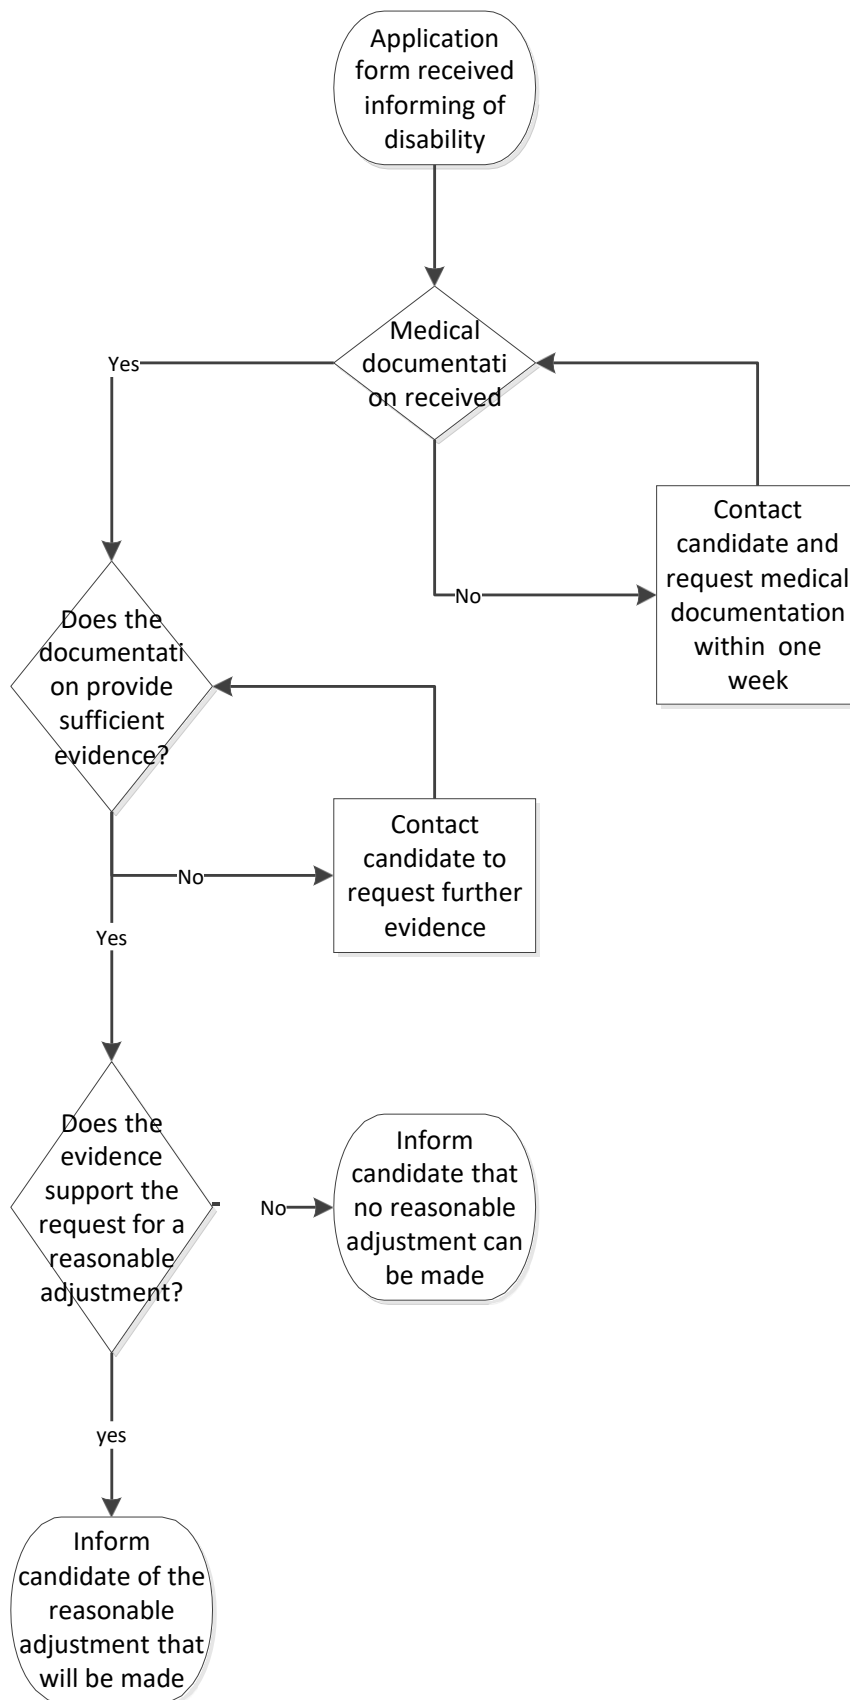 Application
form received
informing of
disability
Medical
documentati
on received
Yes
No
Contact
candidate and
request medical
documentation
within one
week
Does the
documentati
on provide
sufficient
evidence?
No
Contact
candidate to
request further
evidence
Yes
Does the
evidence
support the
request for a
reasonable
adjustment?
No
Inform
candidate that
no reasonable
adjustment can
be made
yes
Inform
candidate of the
reasonable
adjustment that
will be made